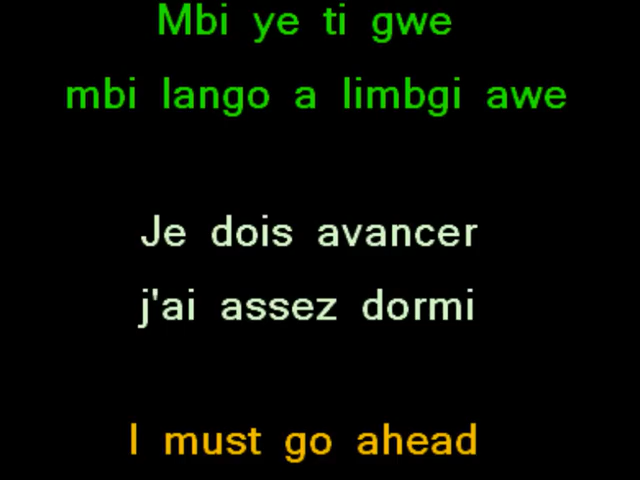 Mbi ye ti gwe
mbi lango a limbgi awe
Je dois avancer
j'ai assez dormi
I must go ahead